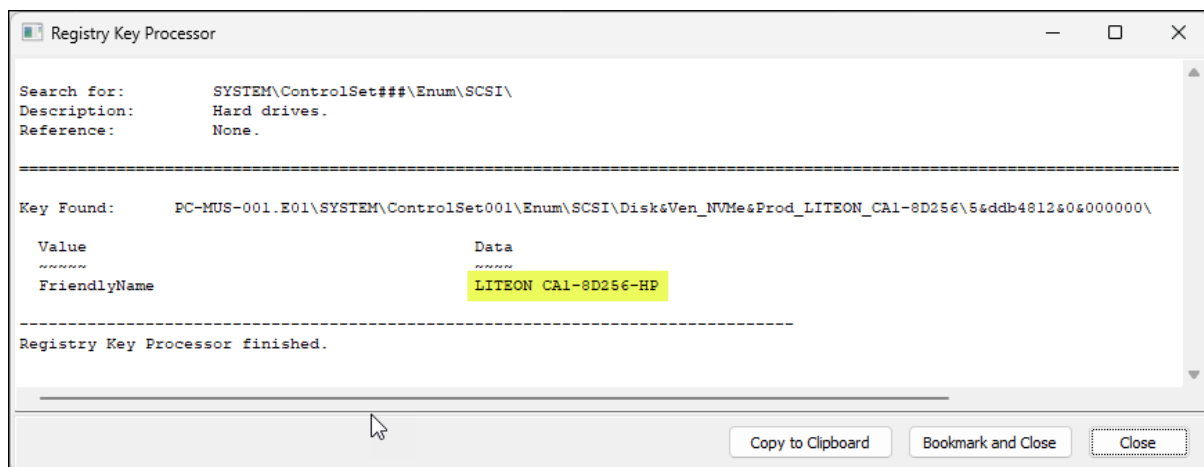 Registry Key Processor
Search for: SYSTEM\ControlSet###\Enum\SCSI\
Description: Hard drives.
Reference: None.
================================================================================
Key Found: PC-MUS-001.E01\SYSTEM\ControlSet001\Enum\SCSI\Disk&Ven_NVMe&Prod_LITEON_CA1-8D256\5&ddb4812&0&000000\
Value Data
~~~~~ ~~~~
FriendlyName LITEON CA1-8D256-HP
--------------------------------------------------------------------------------
Registry Key Processor finished.
Copy to Clipboard Bookmark and Close Close